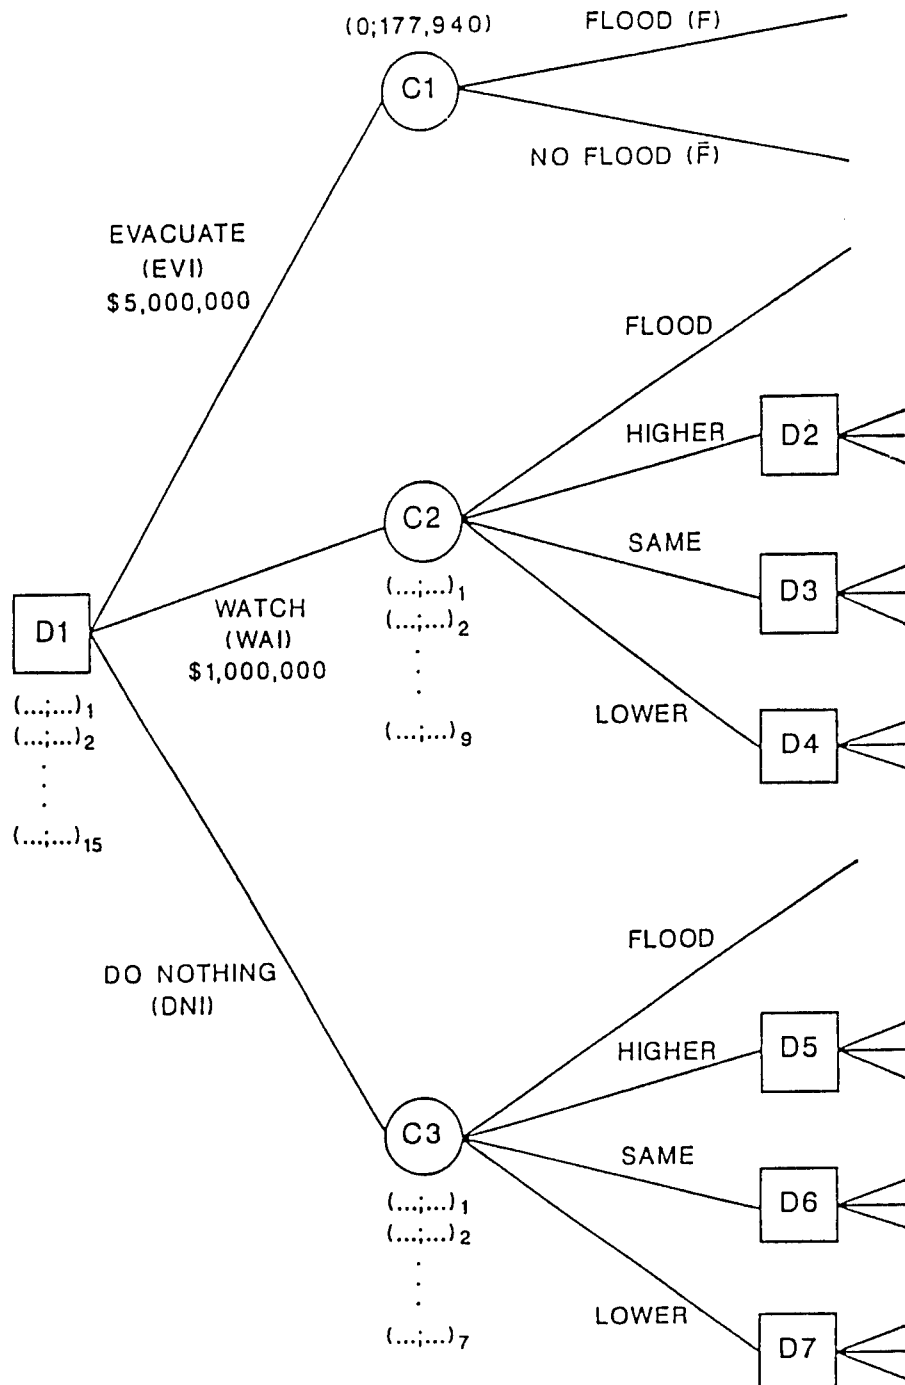 (0;177,940)
FLOOD (F)
C1
NO FLOOD (F̄)
EVACUATE
(EVI)
$5,000,000
FLOOD
HIGHER
D2
C2
SAME
D3
(...;...)1
(...;...)2
.
.
.
(...;...)9
LOWER
D4
D1
WATCH
(WAI)
$1,000,000
(...;...)1
(...;...)2
.
.
.
(...;...)15
DO NOTHING
(DNI)
FLOOD
HIGHER
D5
C3
SAME
D6
(...;...)1
(...;...)2
.
.
.
(...;...)7
LOWER
D7